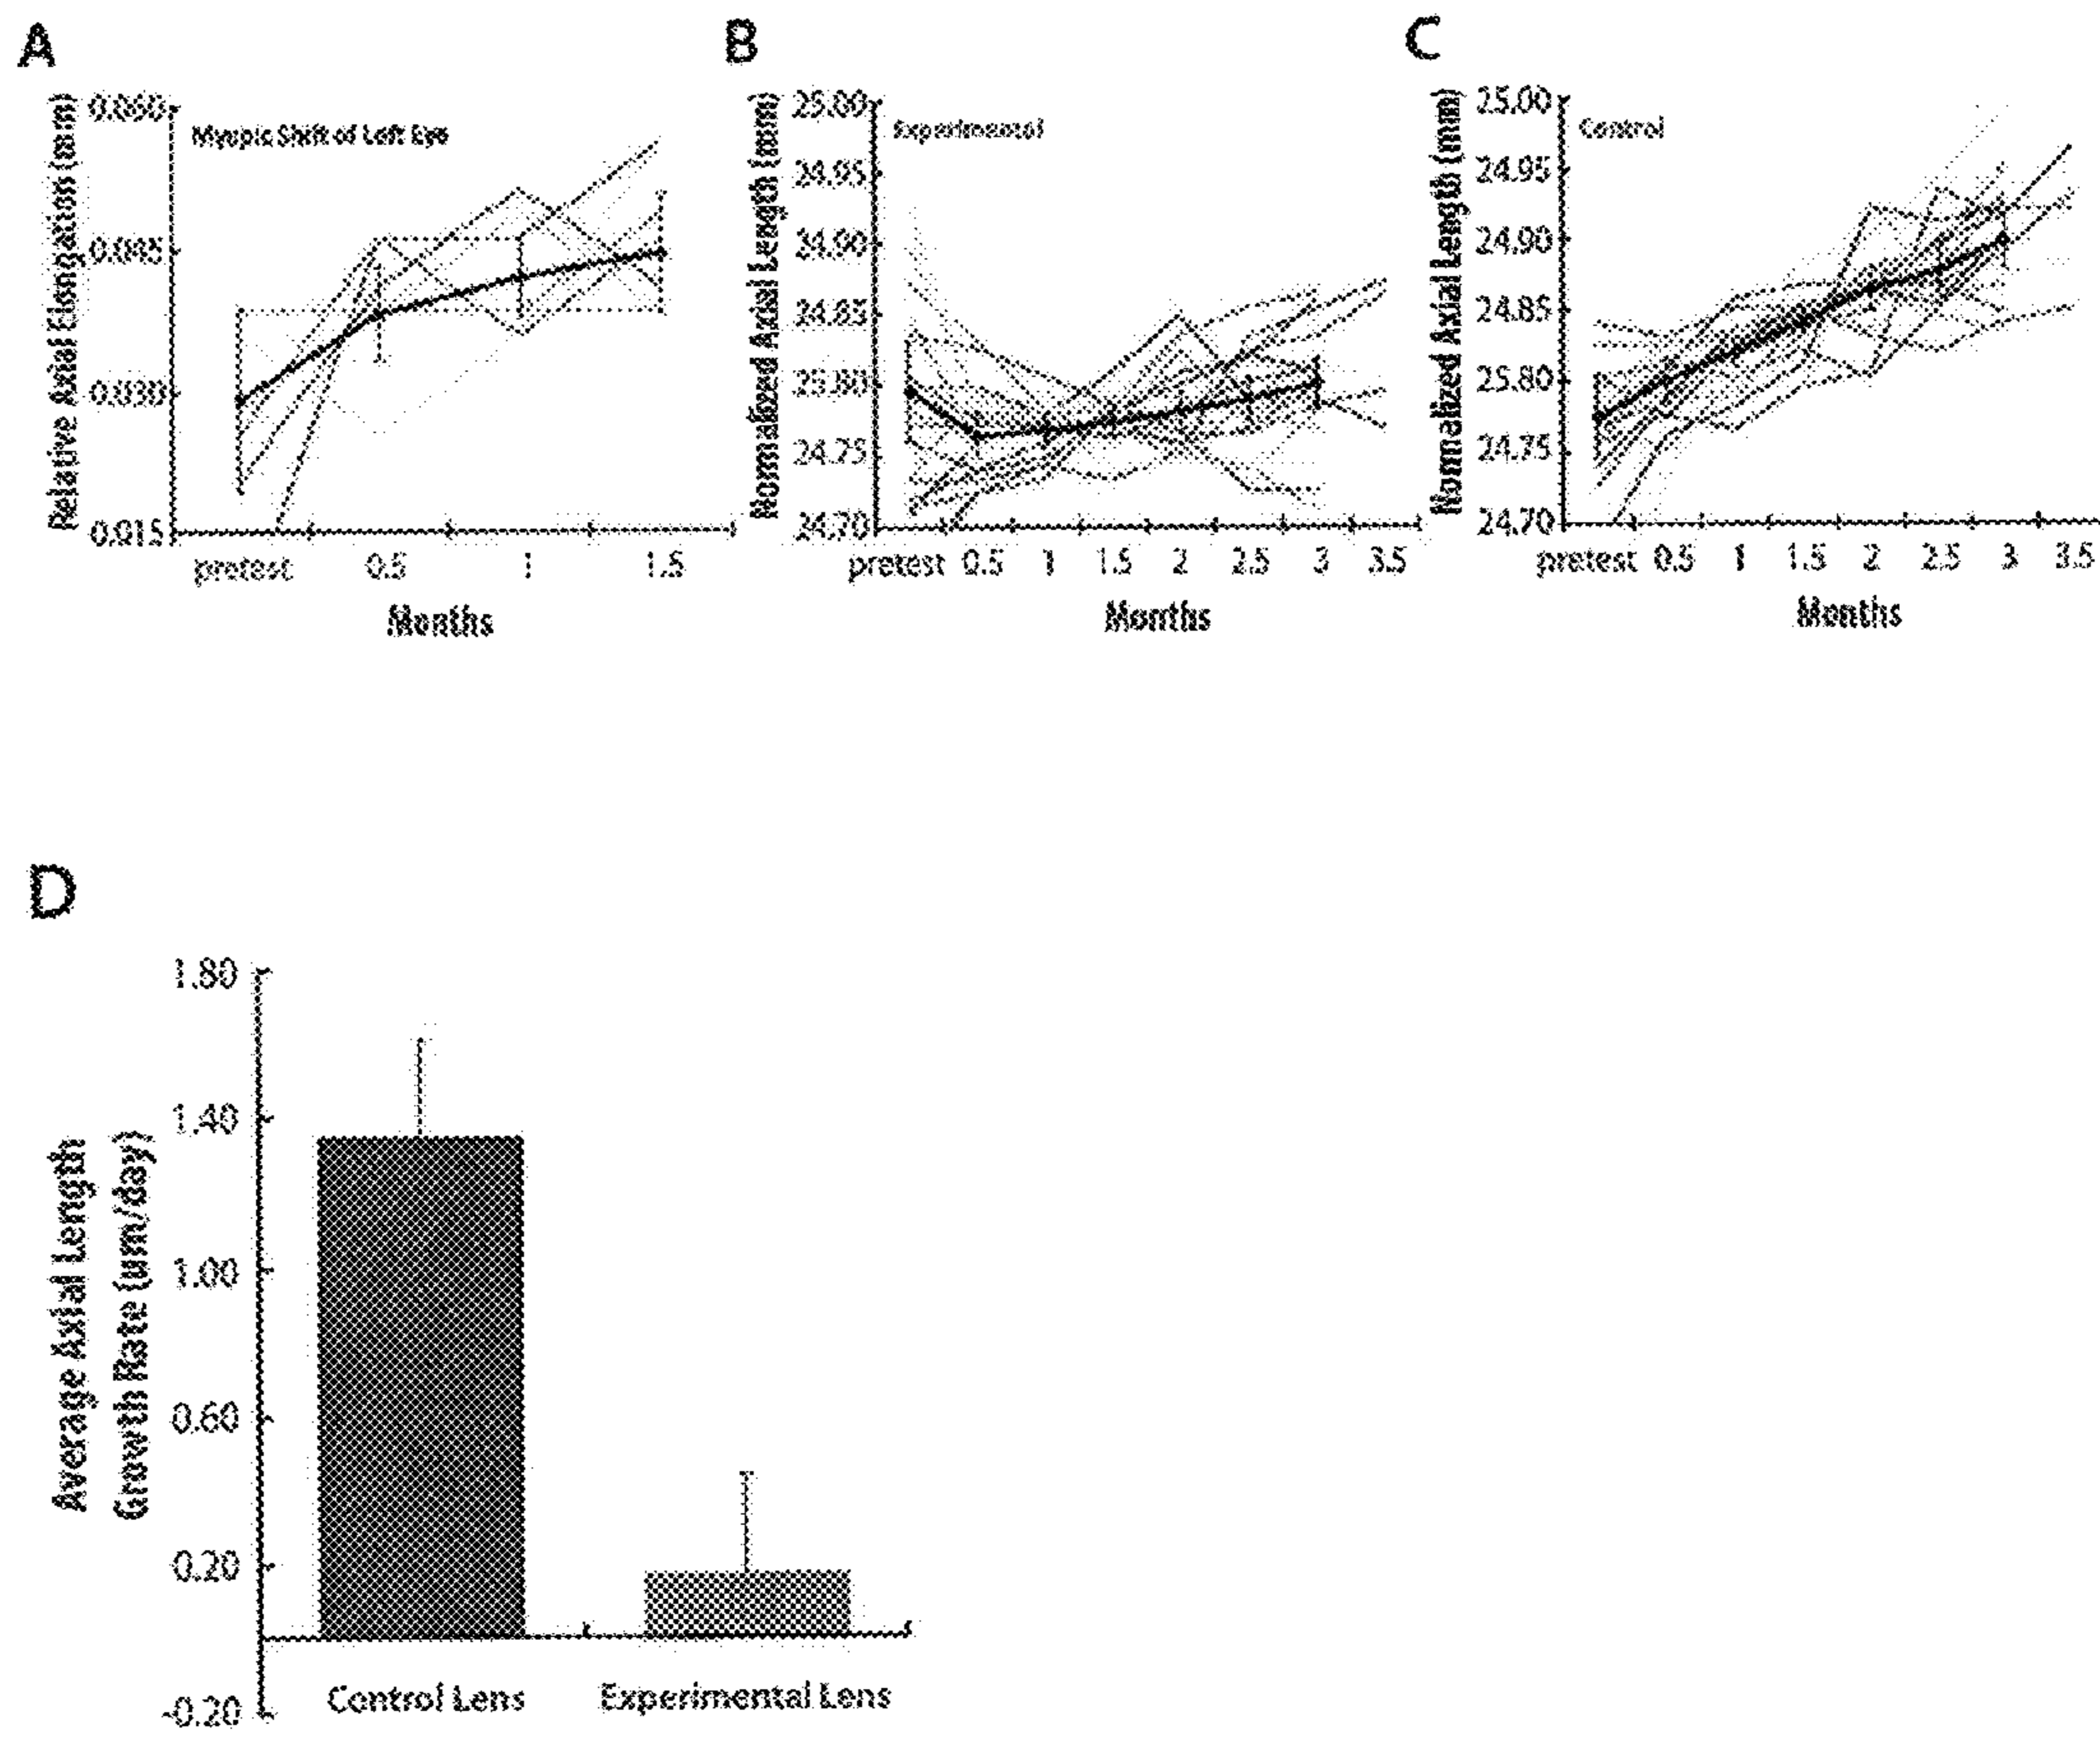 A
Relative Axial Elongation (mm)
0.060
0.045
0.030
0.015
Myopic Shift of Left Eye
pretest 0.5 1 1.5
Months
B
Normalized Axial Length (mm)
25.00
24.95
24.90
24.85
25.80
24.75
24.70
Experimental
pretest 0.5 1 1.5 2 2.5 3 3.5
Months
C
Normalized Axial Length (mm)
25.00
24.95
24.90
24.85
25.80
24.75
24.70
Control
pretest 0.5 1 1.5 2 2.5 3 3.5
Months
D
Average Axial Length
Growth Rate (um/day)
1.80
1.40
1.00
0.60
0.20
-0.20
Control Lens
Experimental Lens